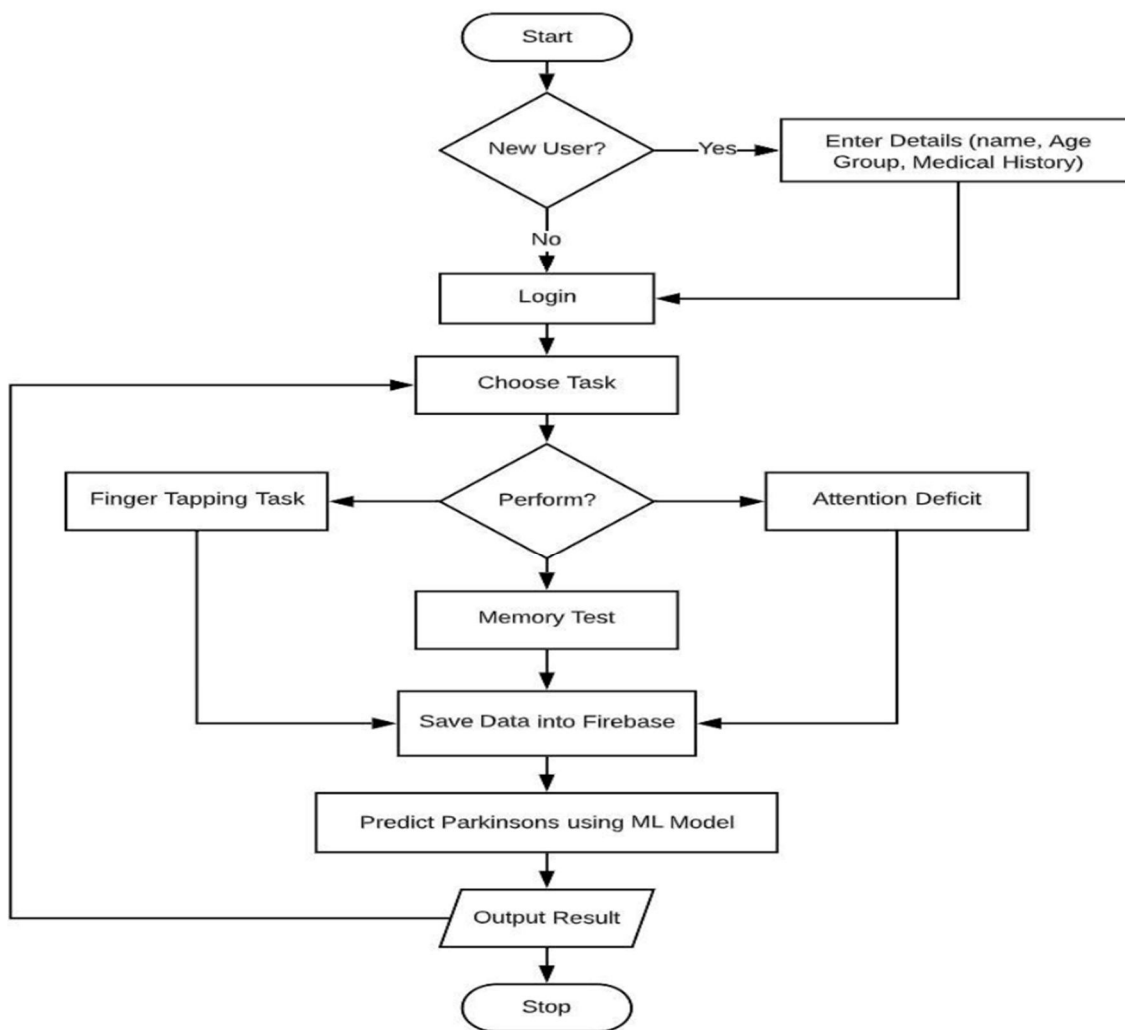 Start
New User?
Yes
Enter Details (name, Age
Group, Medical History)
No
Login
Choose Task
Finger Tapping Task
Perform?
Attention Deficit
Memory Test
Save Data into Firebase
Predict Parkinsons using ML Model
Output Result
Stop